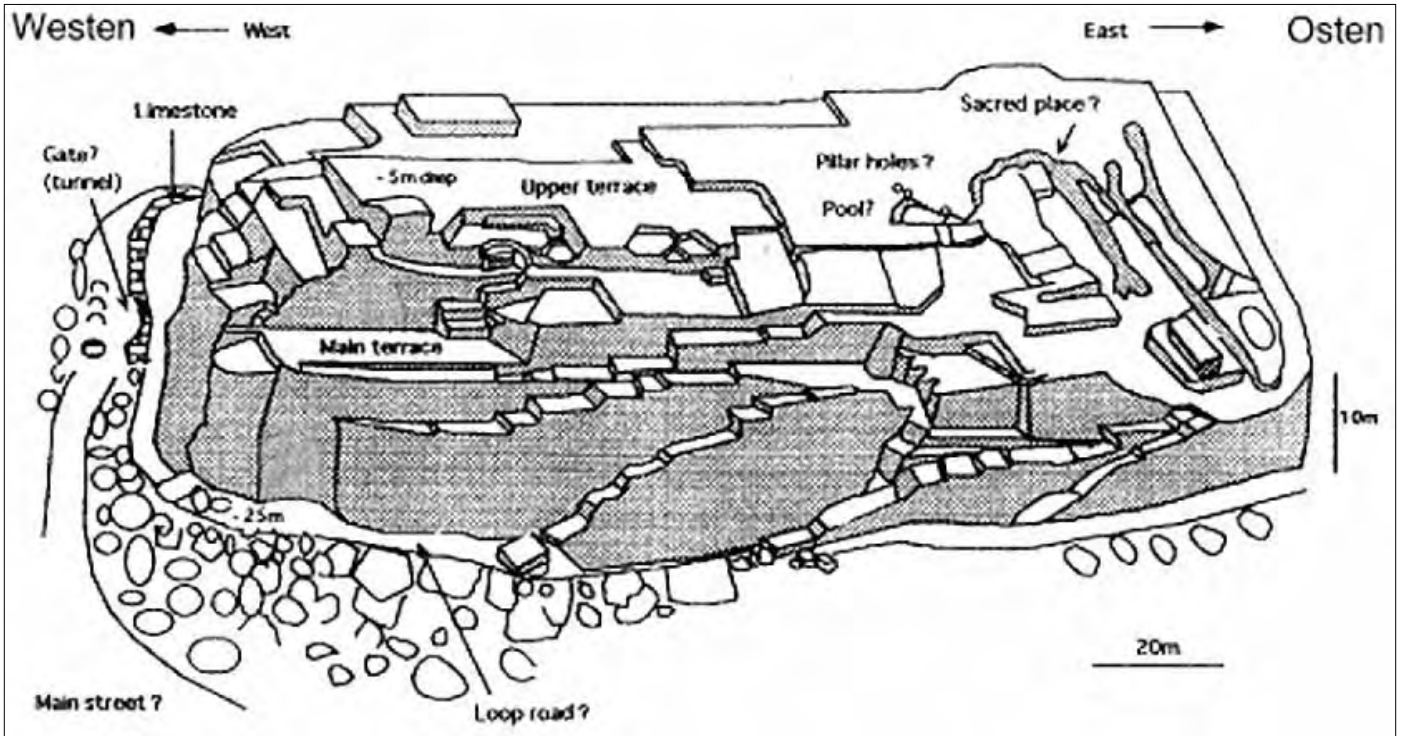 Westen
West
East
Osten
Limestone
Sacred place?
Gate?
(tunnel)
Pillar holes?
- 5m deep
Upper terrace
Pool?
Main terrace
10m
- 25m
20m
Main street?
Loop road?